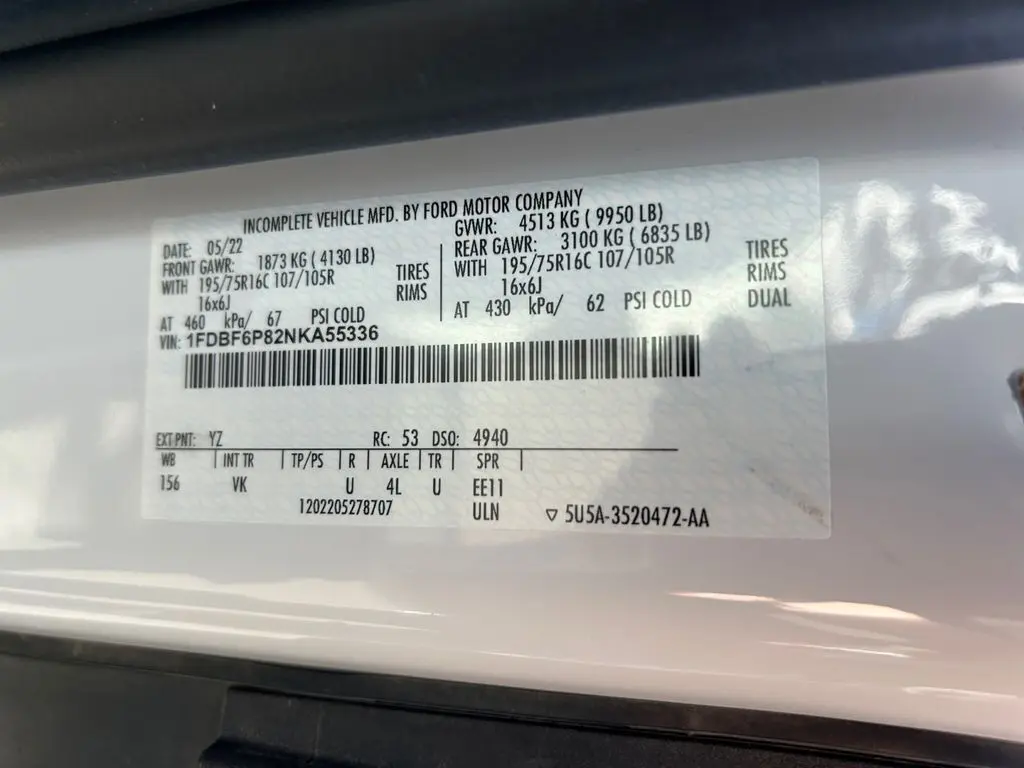 INCOMPLETE VEHICLE MFD. BY FORD MOTOR COMPANY
DATE: 05/22 GVWR: 4513 KG ( 9950 LB)
FRONT GAWR: 1873 KG ( 4130 LB) REAR GAWR: 3100 KG ( 6835 LB)
WITH 195/75R16C 107/105R TIRES WITH 195/75R16C 107/105R TIRES
16x6J RIMS 16x6J RIMS
AT 460 kPa/ 67 PSI COLD AT 430 kPa/ 62 PSI COLD DUAL
VIN: 1FDBF6P82NKA55336
EXT PNT: YZ RC: 53 DSO: 4940
WB INT TR TP/PS R AXLE TR SPR
156 VK U 4L U EE11
1202205278707 ULN ▽ 5U5A-3520472-AA